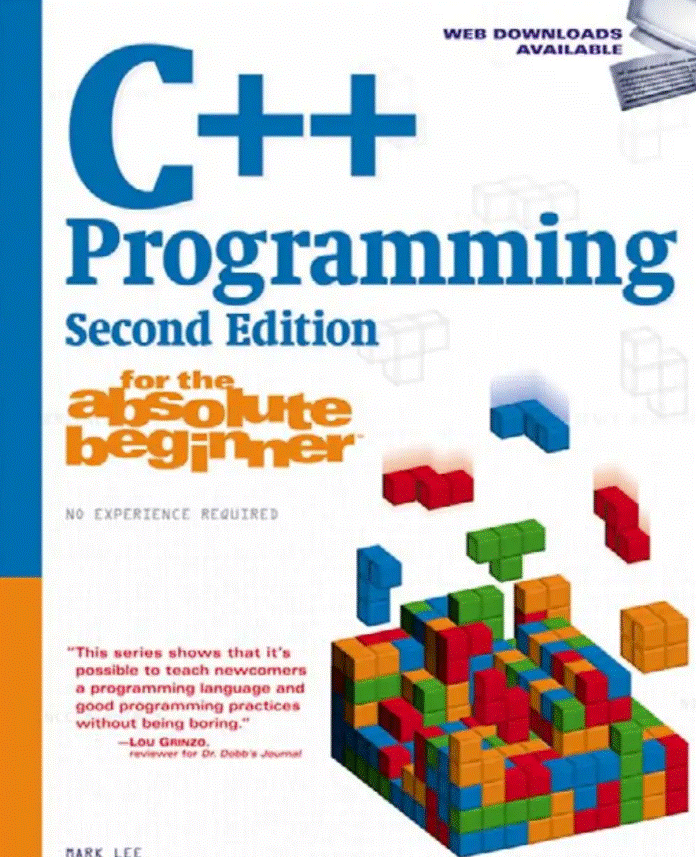 WEB DOWNLOADS
AVAILABLE
C++
Programming
Second Edition
for the
absolute
beginner™
NO EXPERIENCE REQUIRED
"This series shows that it's
possible to teach newcomers
a programming language and
good programming practices
without being boring."
—LOU GRINZO,
reviewer for Dr. Dobb's Journal
MARK LEE